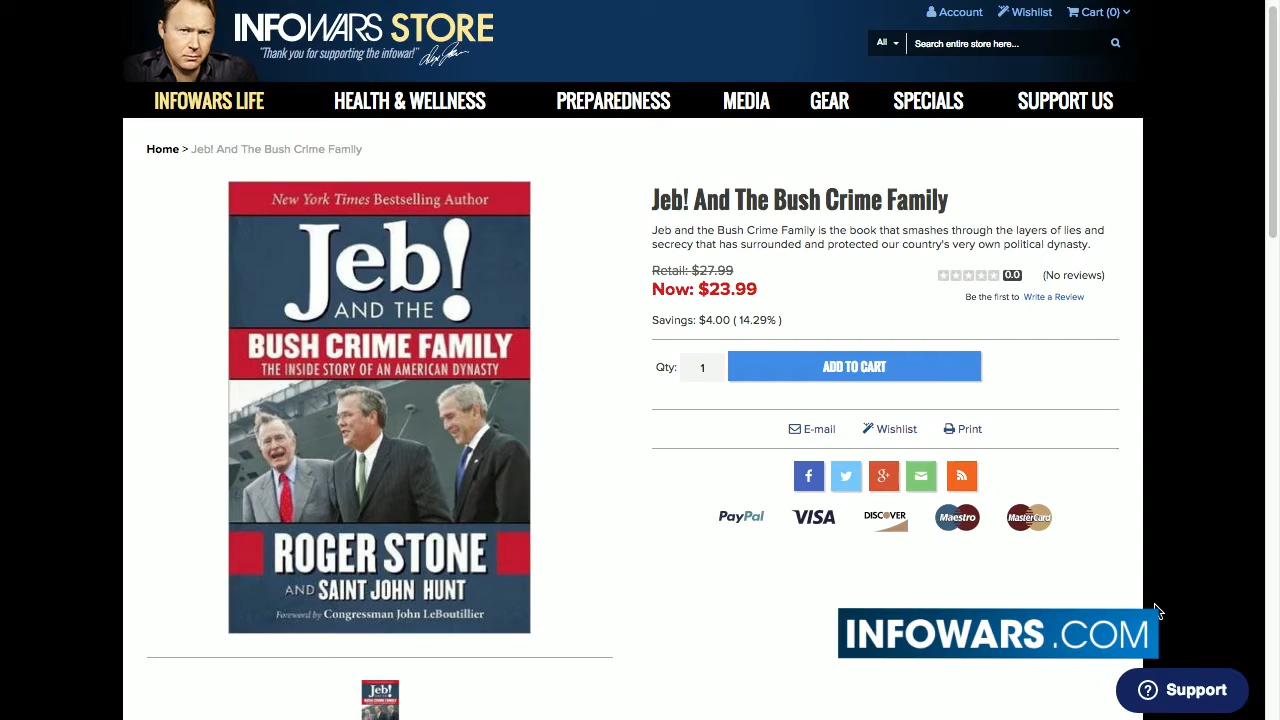 INFOWARS STORE
"Thank you for supporting the infowar!"
Account
Wishlist
Cart (0)
All
Search entire store here...
INFOWARS LIFE
HEALTH & WELLNESS
PREPAREDNESS
MEDIA
GEAR
SPECIALS
SUPPORT US
Home > Jeb! And The Bush Crime Family
New York Times Bestselling Author
Jeb!
AND THE
BUSH CRIME FAMILY
THE INSIDE STORY OF AN AMERICAN DYNASTY
ROGER STONE
AND SAINT JOHN HUNT
Foreword by Congressman John LeBoutillier
Jeb! And The Bush Crime Family
Jeb and the Bush Crime Family is the book that smashes through the layers of lies and
secrecy that has surrounded and protected our country's very own political dynasty.
Retail: $27.99
Now: $23.99
0.0 (No reviews)
Be the first to Write a Review
Savings: $4.00 ( 14.29% )
Qty: 1
ADD TO CART
E-mail
Wishlist
Print
f
g+
PayPal
VISA
DISCOVER
Maestro
MasterCard
INFOWARS.COM
? Support
Jeb!
BUSH CRIME FAMILY